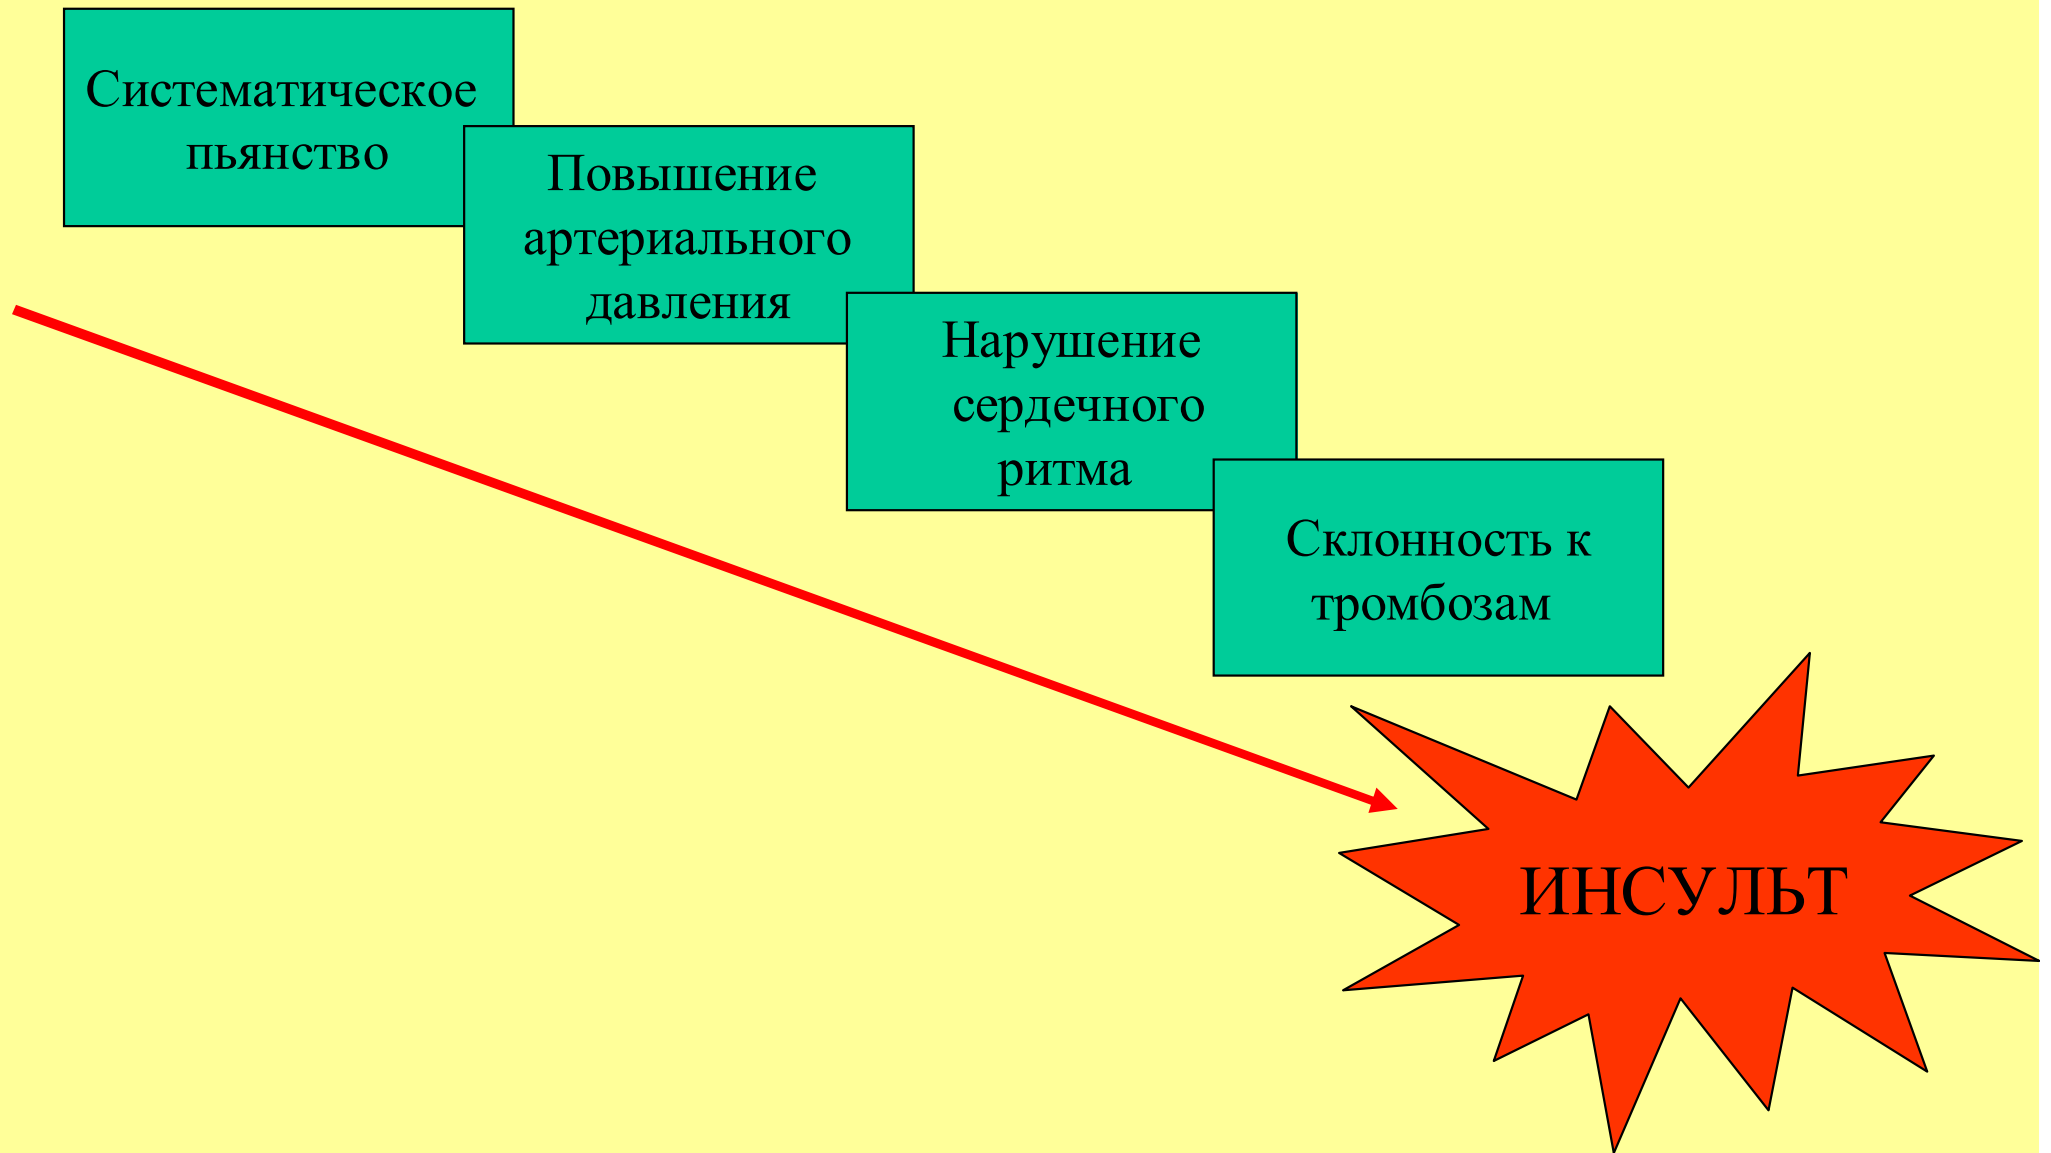 Систематическое
пьянство
Повышение
артериального
давления
Нарушение
сердечного
ритма
Склонность к
тромбозам
ИНСУЛЬТ